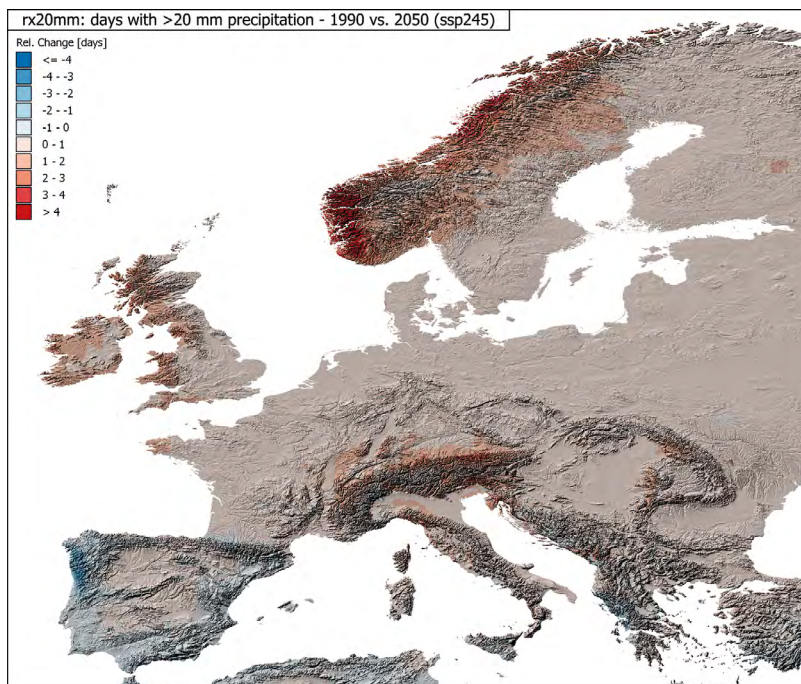 rx20mm: days with >20 mm precipitation - 1990 vs. 2050 (ssp245)
Rel. Change [days]
<= -4
-4 - -3
-3 - -2
-2 - -1
-1 - 0
0 - 1
1 - 2
2 - 3
3 - 4
> 4